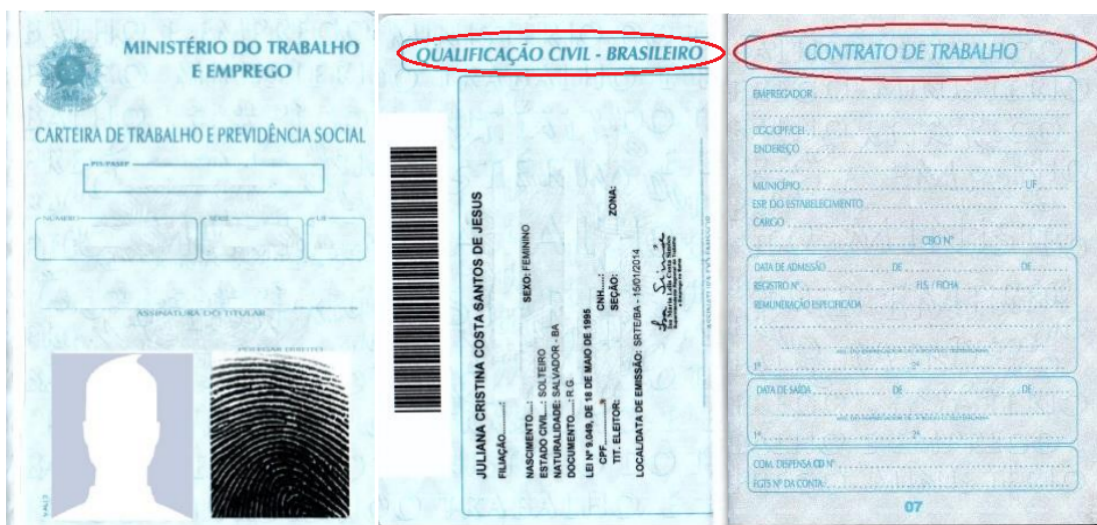 MINISTÉRIO DO TRABALHO
E EMPREGO
CARTEIRA DE TRABALHO E PREVIDÊNCIA SOCIAL
PIS/PASEP
NÚMERO SÉRIE UF
ASSINATURA DO TITULAR
POLEGAR DIREITO
QUALIFICAÇÃO CIVIL - BRASILEIRO
JULIANA CRISTINA COSTA SANTOS DE JESUS
FILIAÇÃO......:
NASCIMENTO....: SEXO: FEMININO
ESTADO CIVIL...: SOLTEIRO
NATURALIDADE: SALVADOR - BA
DOCUMENTO....: R.G.
LEI Nº 9.049, DE 18 DE MAIO DE 1995
CPF......: CNH.....:
TIT. ELEITOR: SEÇÃO: ZONA:
LOCAL/DATA DE EMISSÃO: SRTE/BA - 15/01/2014
CONTRATO DE TRABALHO
EMPREGADOR
CGC/CPF/CEI
ENDEREÇO
MUNICÍPIO UF
ESP. DO ESTABELECIMENTO
CARGO
CBO Nº
DATA DE ADMISSÃO DE DE
REGISTRO Nº FLS. / FICHA
REMUNERAÇÃO ESPECIFICADA
1ª 2ª
DATA DE SAÍDA DE DE
1ª 2ª
COM. DISPENSA CD Nº
FGTS Nº DA CONTA:
07